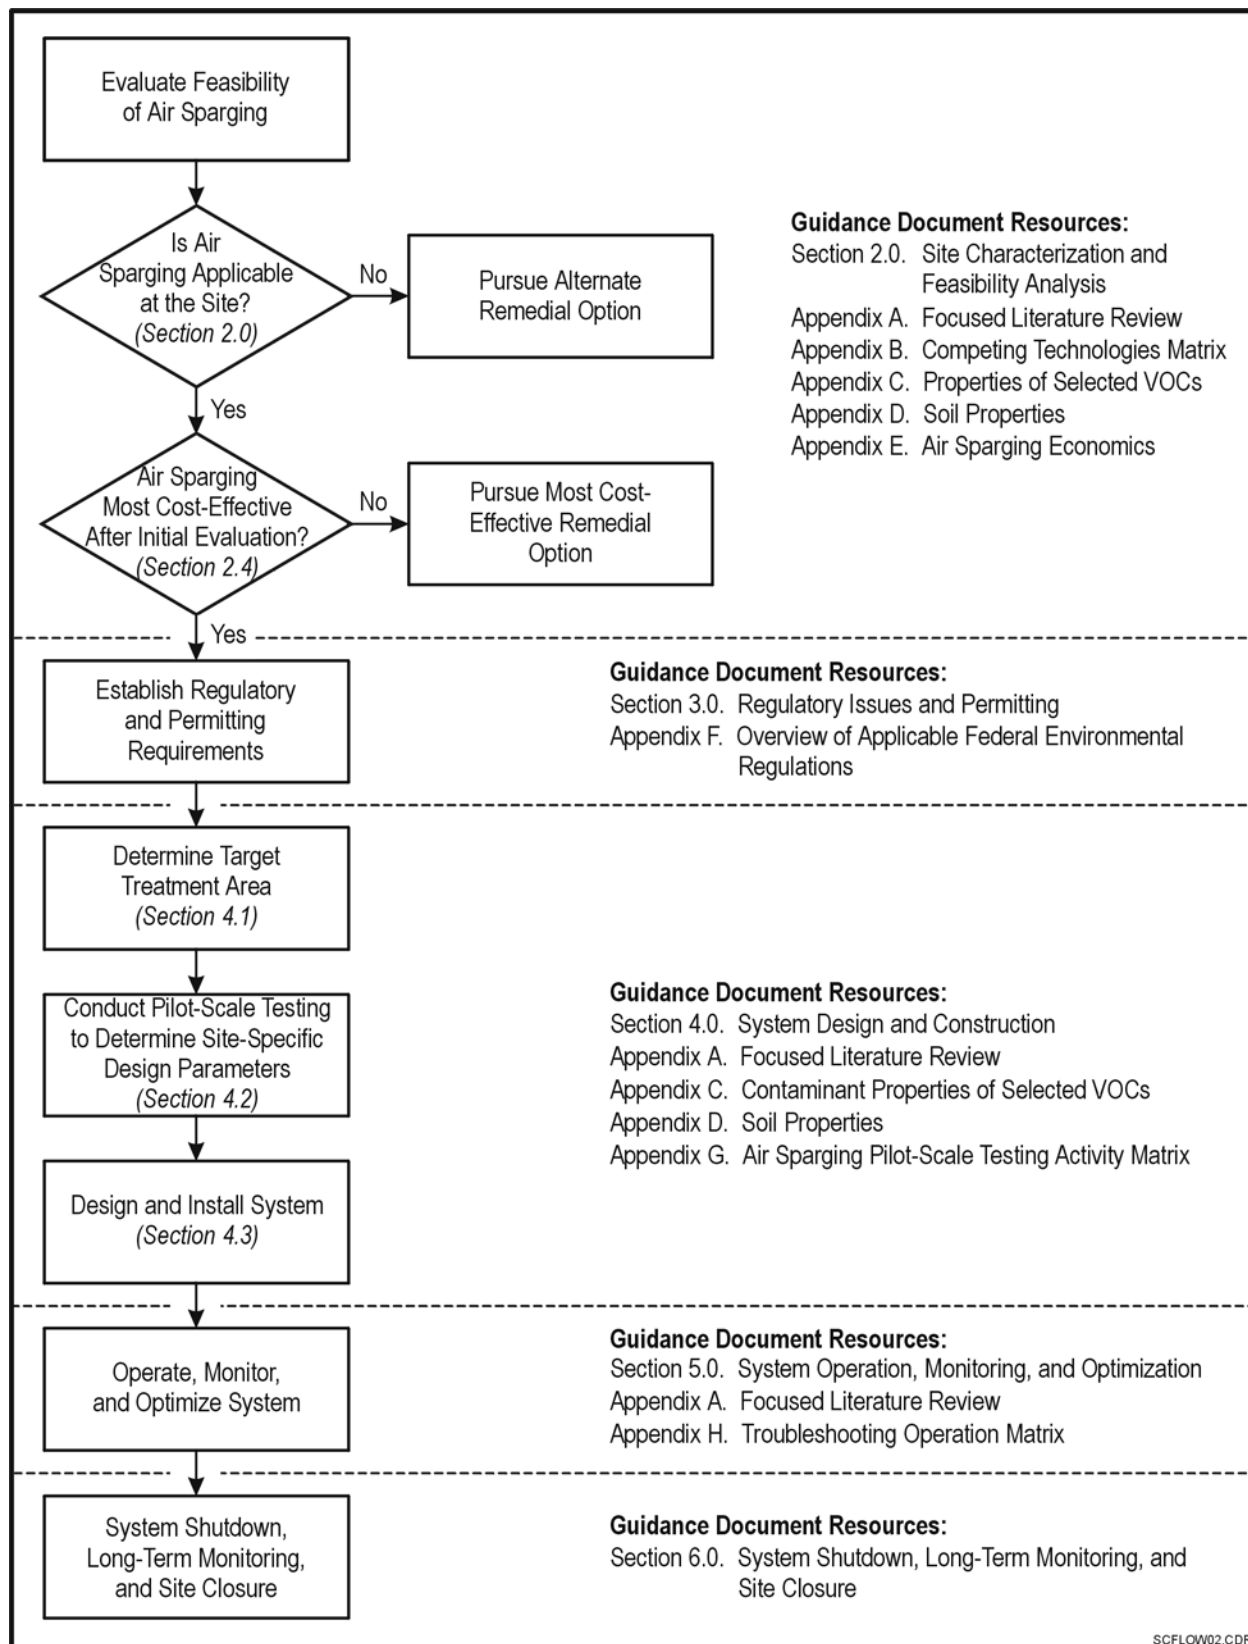 Evaluate Feasibility
of Air Sparging
Is Air
Sparging Applicable
at the Site?
(Section 2.0)
No
Pursue Alternate
Remedial Option
Yes
Air Sparging
Most Cost-Effective
After Initial Evaluation?
(Section 2.4)
No
Pursue Most Cost-
Effective Remedial
Option
Yes
Guidance Document Resources:
Section 2.0. Site Characterization and
Feasibility Analysis
Appendix A. Focused Literature Review
Appendix B. Competing Technologies Matrix
Appendix C. Properties of Selected VOCs
Appendix D. Soil Properties
Appendix E. Air Sparging Economics
Establish Regulatory
and Permitting
Requirements
Guidance Document Resources:
Section 3.0. Regulatory Issues and Permitting
Appendix F. Overview of Applicable Federal Environmental
Regulations
Determine Target
Treatment Area
(Section 4.1)
Conduct Pilot-Scale Testing
to Determine Site-Specific
Design Parameters
(Section 4.2)
Design and Install System
(Section 4.3)
Guidance Document Resources:
Section 4.0. System Design and Construction
Appendix A. Focused Literature Review
Appendix C. Contaminant Properties of Selected VOCs
Appendix D. Soil Properties
Appendix G. Air Sparging Pilot-Scale Testing Activity Matrix
Operate, Monitor,
and Optimize System
Guidance Document Resources:
Section 5.0. System Operation, Monitoring, and Optimization
Appendix A. Focused Literature Review
Appendix H. Troubleshooting Operation Matrix
System Shutdown,
Long-Term Monitoring,
and Site Closure
Guidance Document Resources:
Section 6.0. System Shutdown, Long-Term Monitoring, and
Site Closure
SCFLOW02.CDR